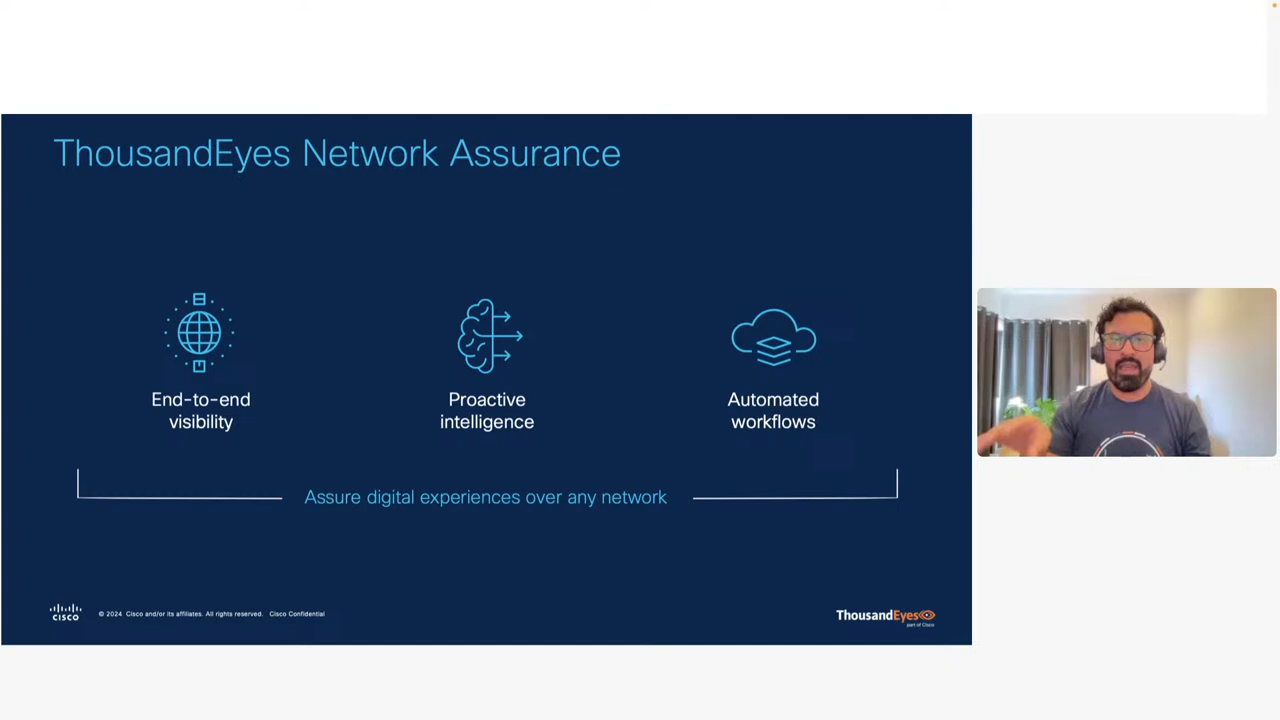 ThousandEyes Network Assurance
End-to-end
visibility
Proactive
intelligence
Automated
workflows
Assure digital experiences over any network
CISCO
© 2024 Cisco and/or its affiliates. All rights reserved. Cisco Confidential
ThousandEyes
part of Cisco